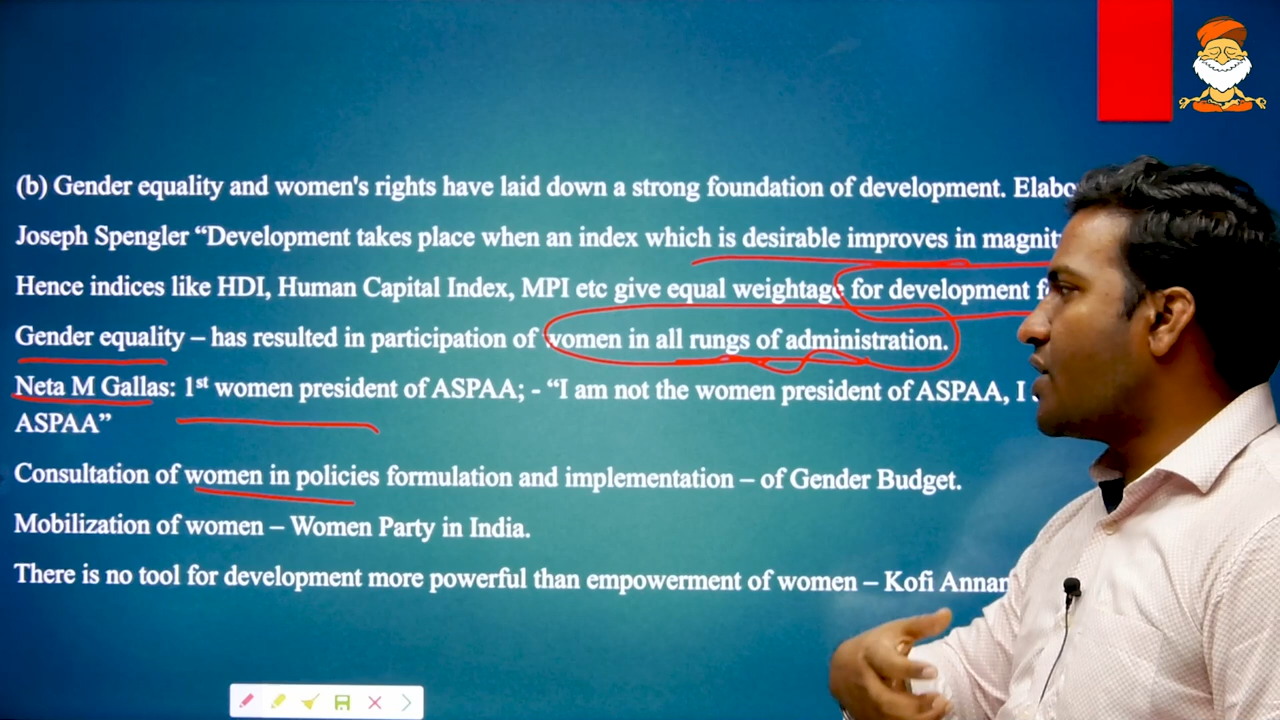 (b) Gender equality and women's rights have laid down a strong foundation of development.
Joseph Spengler “Development takes place when an index which is desirable improves in
Hence indices like HDI, Human Capital Index, MPI etc give equal weightage for development
Gender equality – has resulted in participation of women in all rungs of administration.
Neta M Gallas: 1st women president of ASPAA; - “I am not the women president of ASPAA, I
ASPAA”
Consultation of women in policies formulation and implementation – of Gender Budget.
Mobilization of women – Women Party in India.
There is no tool for development more powerful than empowerment of women – Kofi Annan